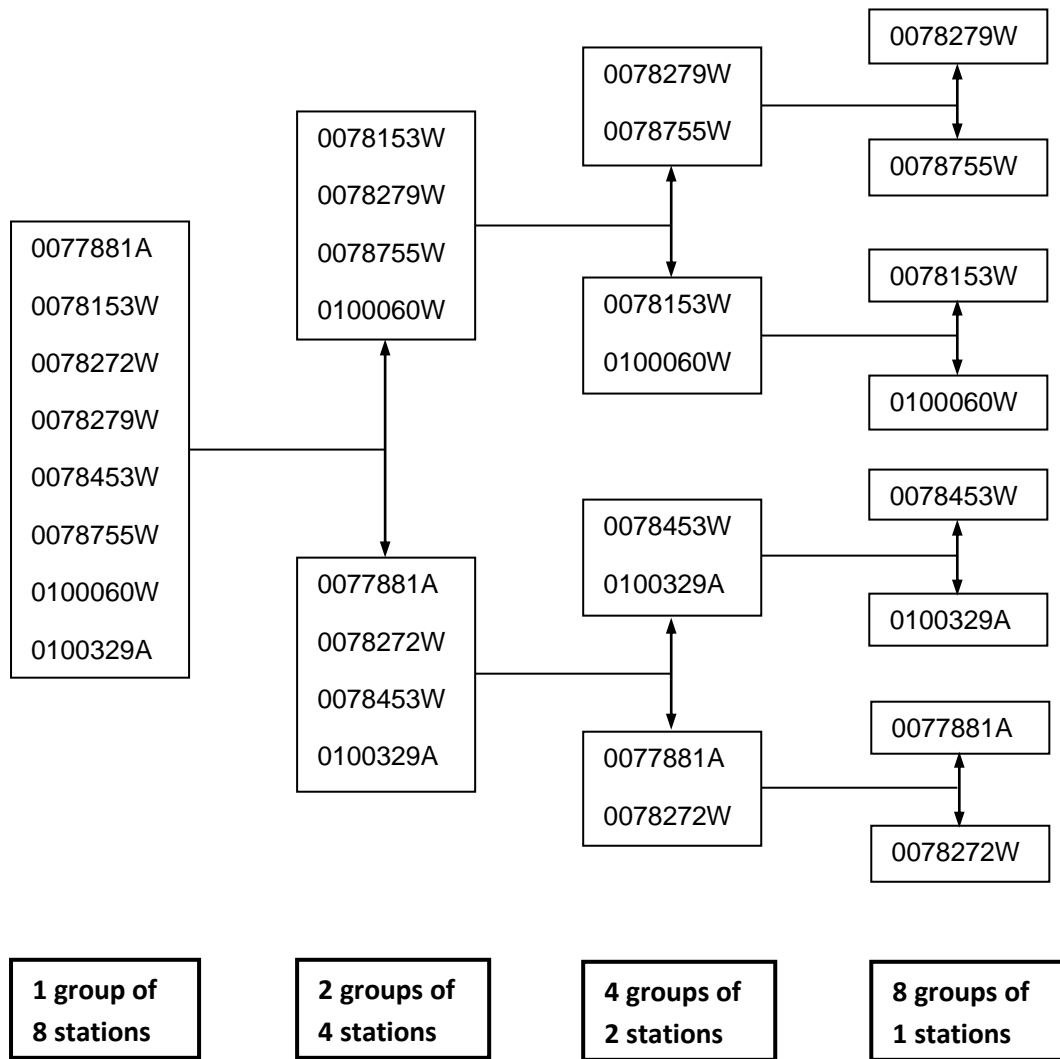 0077881A
0078153W
0078272W
0078279W
0078453W
0078755W
0100060W
0100329A
0078153W
0078279W
0078755W
0100060W
0077881A
0078272W
0078453W
0100329A
0078279W
0078755W
0078153W
0100060W
0078453W
0100329A
0077881A
0078272W
0078279W
0078755W
0078153W
0100060W
0078453W
0100329A
0077881A
0078272W
1 group of
8 stations
2 groups of
4 stations
4 groups of
2 stations
8 groups of
1 stations